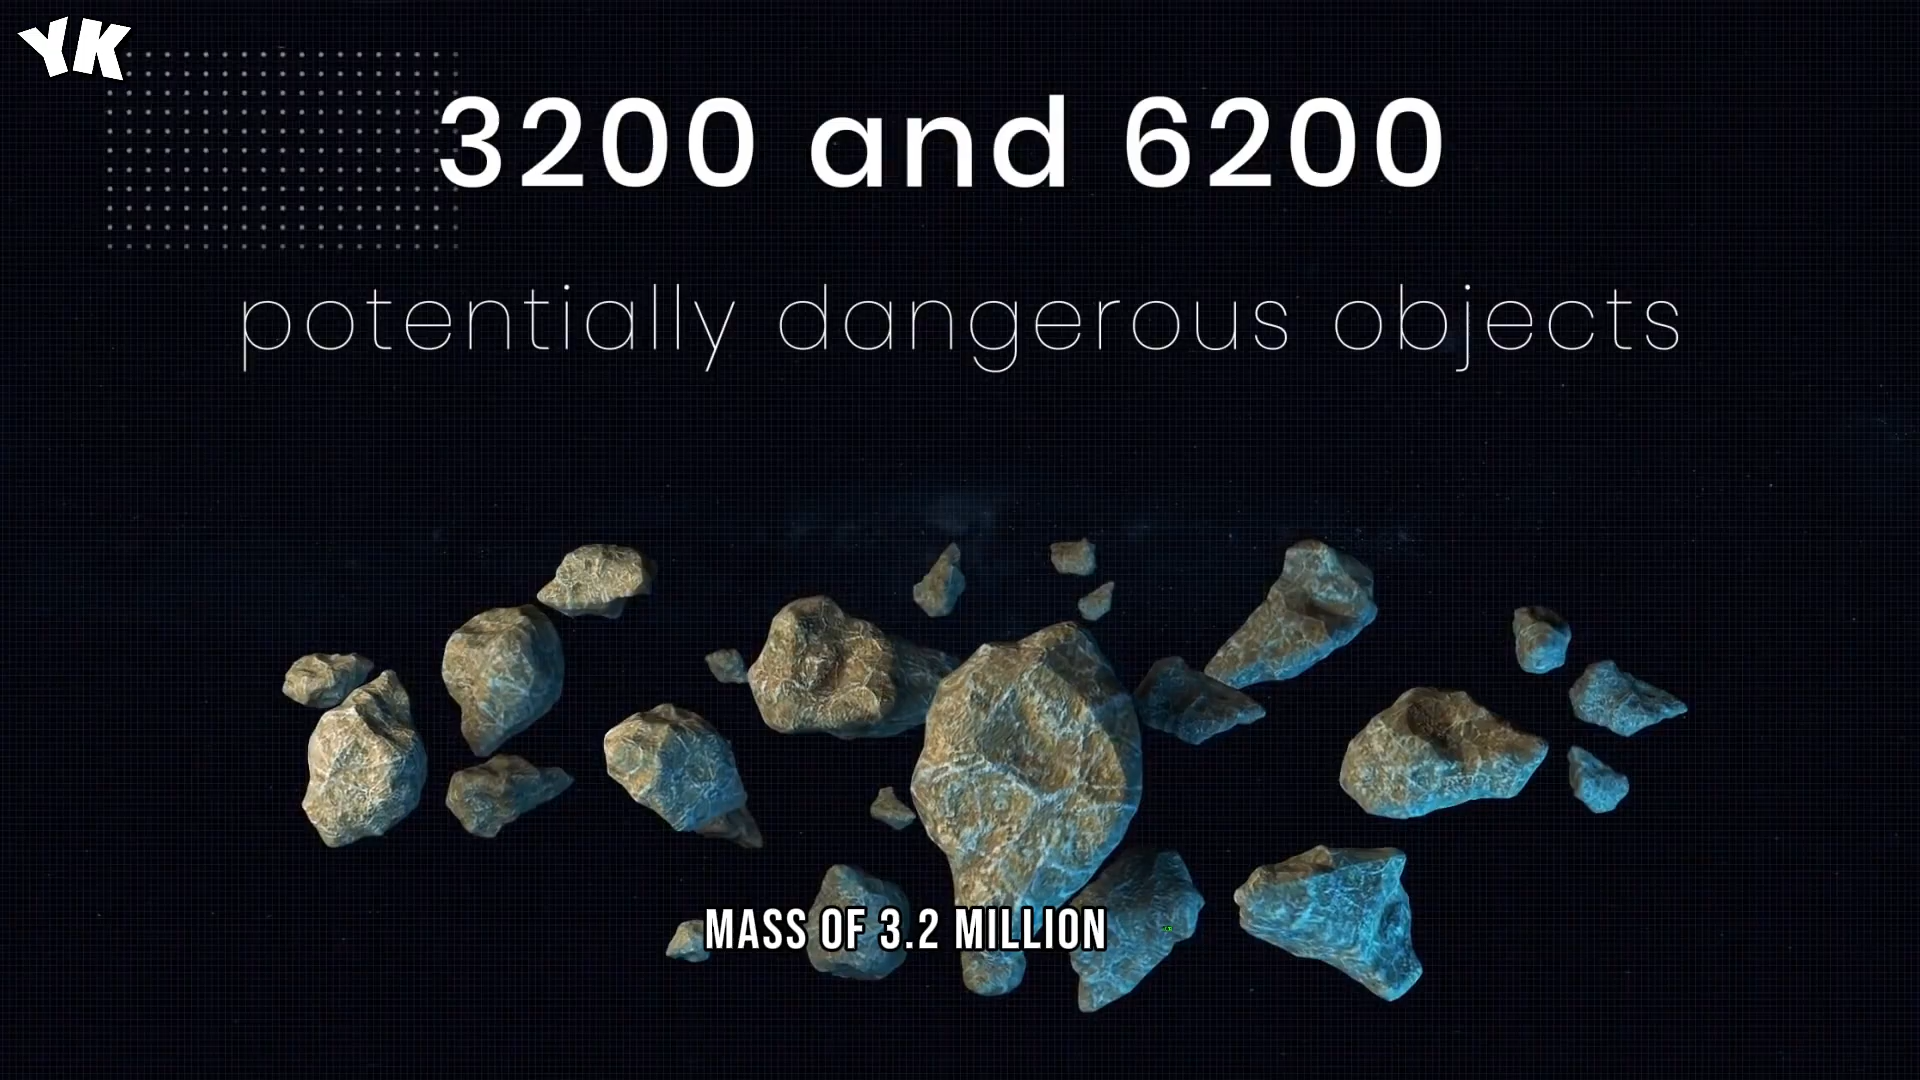 YK
3200 and 6200
potentially dangerous objects
MASS OF 3.2 MILLION